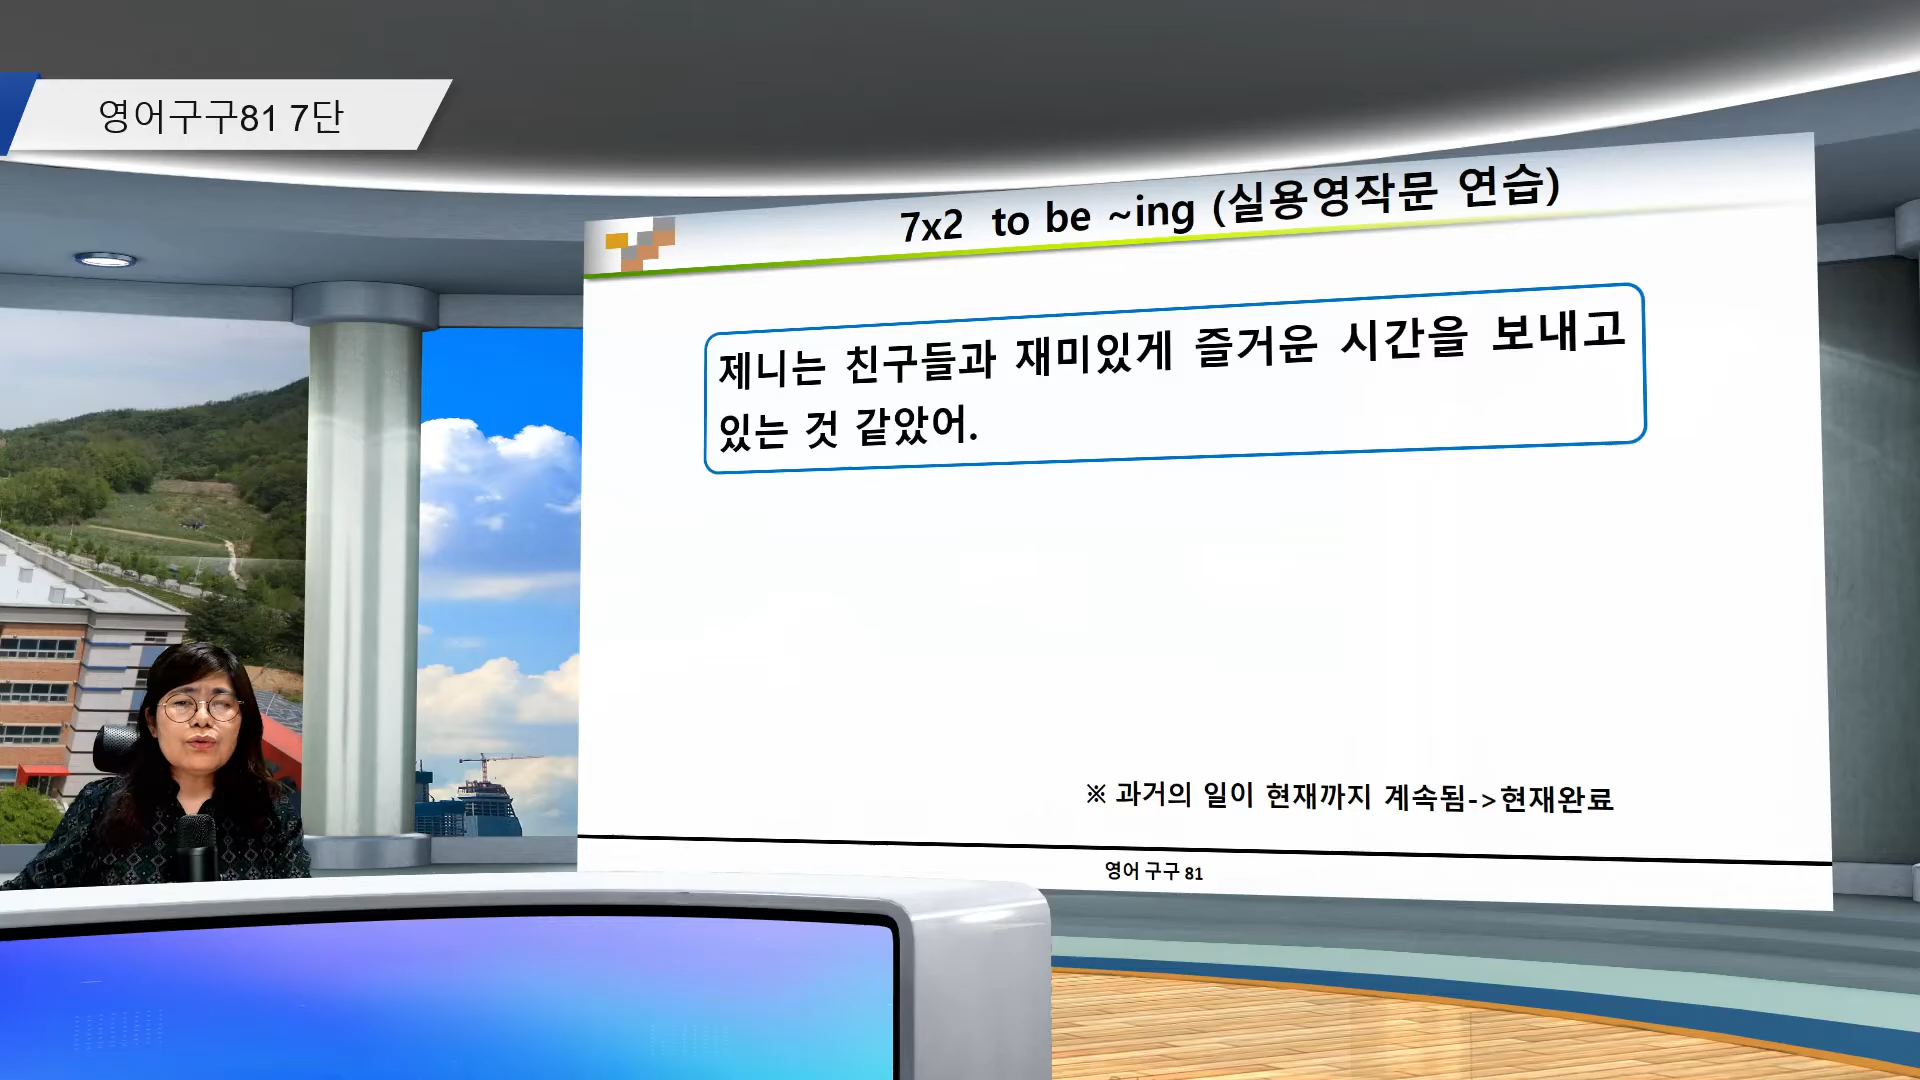 영어구구81 7단
7x2 to be ~ing (실용영작문 연습)
제니는 친구들과 재미있게 즐거운 시간을 보내고
있는 것 같았어.
※ 과거의 일이 현재까지 계속됨->현재완료
영어 구구 81